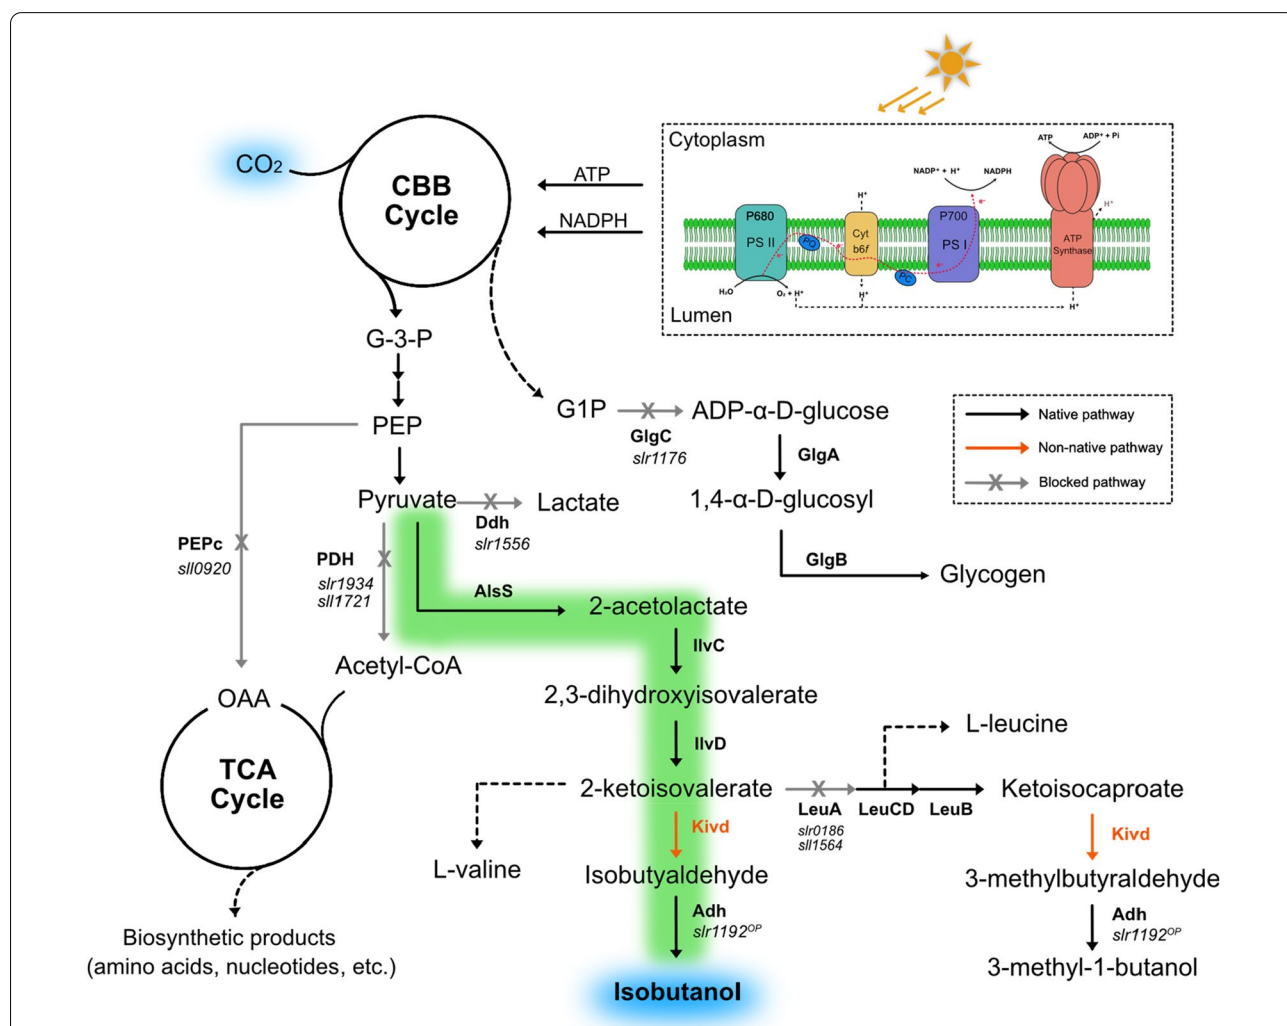 CO₂
CBB
Cycle
ATP
NADPH
Cytoplasm
ATP
ADP⁺ + Pi
NADP⁺ + H⁺
NADPH
H⁺
e-
H⁺
P680
PS II
PQ
e-
Cyt
b6f
PC
e-
P700
PS I
ATP
Synthase
H₂O
O₂ + H⁺
H⁺
H⁺
Lumen
G-3-P
PEP
G1P
GlgC
slr1176
ADP-α-D-glucose
GlgA
1,4-α-D-glucosyl
GlgB
Glycogen
Native pathway
Non-native pathway
Blocked pathway
Pyruvate
Ddh
slr1556
Lactate
PEPc
sll0920
PDH
slr1934
sll1721
AlsS
2-acetolactate
IlvC
Acetyl-CoA
OAA
2,3-dihydroxyisovalerate
IlvD
TCA
Cycle
2-ketoisovalerate
LeuA
slr0186
sll1564
LeuCD
LeuB
L-leucine
Ketoisocaproate
Kivd
Kivd
L-valine
Isobutyaldehyde
3-methylbutyraldehyde
Adh
slr1192ᴼᴾ
Adh
slr1192ᴼᴾ
Biosynthetic products
(amino acids, nucleotides, etc.)
Isobutanol
3-methyl-1-butanol